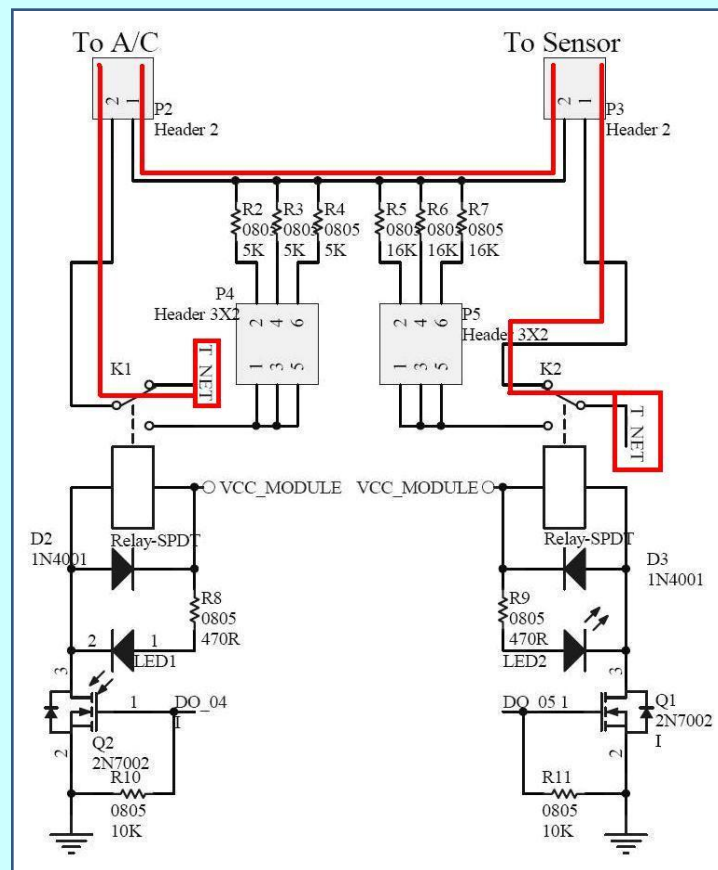 To A/C
To Sensor
2
1
P2
Header 2
2
1
P3
Header 2
R2
0805
5K
R3
0805
5K
R4
0805
5K
R5
0805
16K
R6
0805
16K
R7
0805
16K
P4
Header 3X2
2
4
6
1
3
5
P5
Header 3X2
2
4
6
1
3
5
K1
T_NET
K2
T_NET
VCC_MODULE
VCC_MODULE
Relay-SPDT
Relay-SPDT
D2
1N4001
D3
1N4001
R8
0805
470R
R9
0805
470R
2
1
LED1
LED2
3
1
DO_04
I
2
Q2
2N7002
DO_05
1
3
Q1
2N7002
I
2
R10
0805
10K
R11
0805
10K